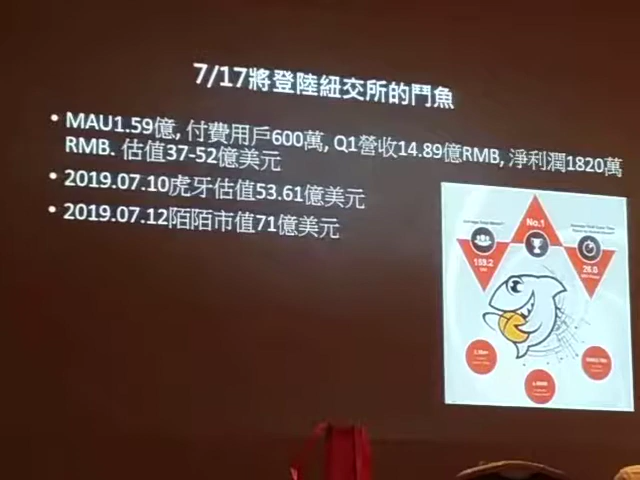 7/17將登陸紐交所的鬥魚
• MAU1.59億, 付費用戶600萬, Q1營收14.89億RMB, 淨利潤1820萬
RMB. 估值37-52億美元
• 2019.07.10虎牙估值53.61億美元
• 2019.07.12陌陌市值71億美元
No.1
159.2
26.0